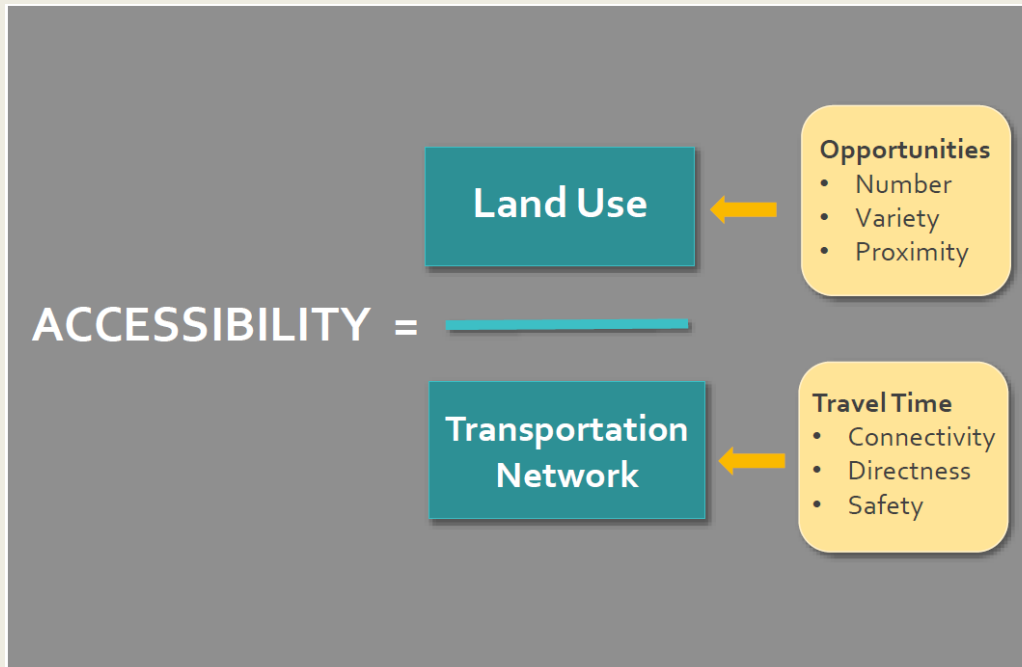 Opportunities
• Number
• Variety
• Proximity
Land Use
ACCESSIBILITY =
Transportation
Network
Travel Time
• Connectivity
• Directness
• Safety